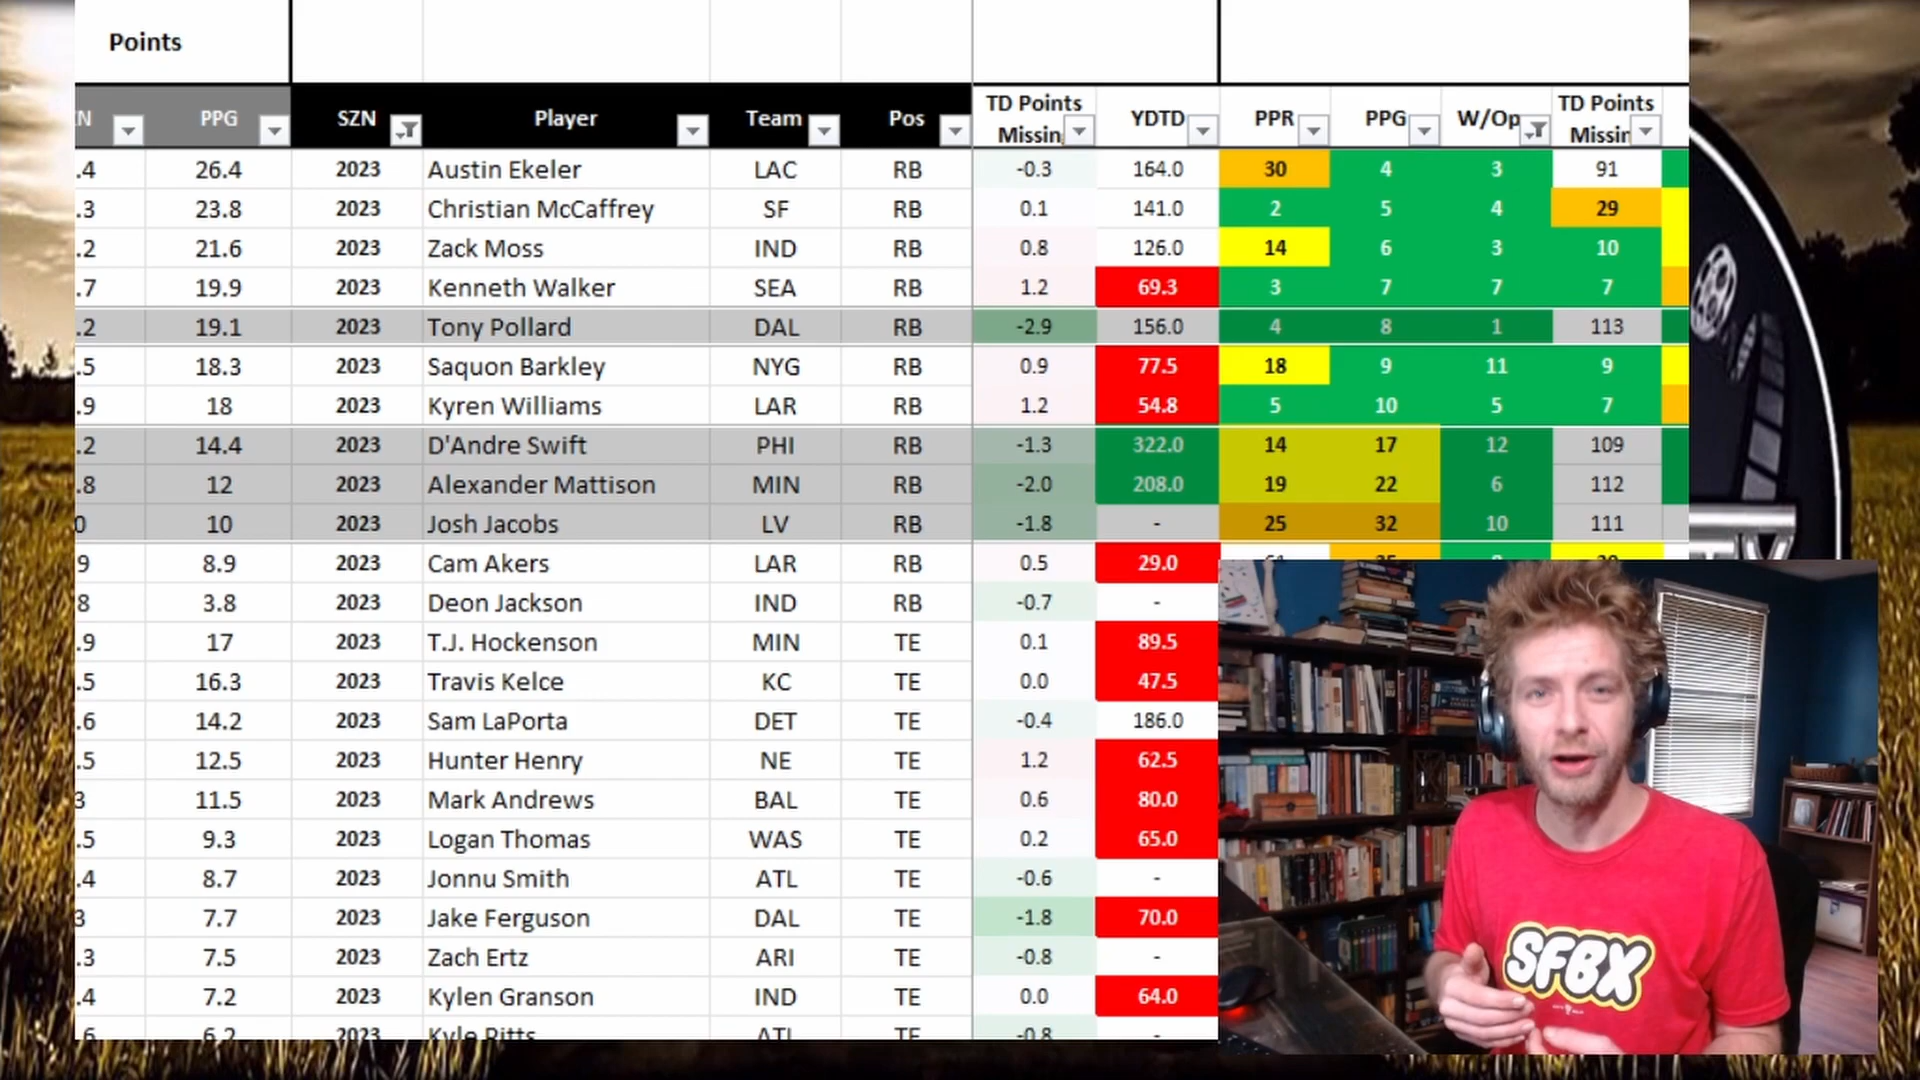 Points
N PPG SZN Player Team Pos TD Points Missin YDTD PPR PPG W/Op TD Points Missin
.4 26.4 2023 Austin Ekeler LAC RB -0.3 164.0 30 4 3 91
.3 23.8 2023 Christian McCaffrey SF RB 0.1 141.0 2 5 4 29
.2 21.6 2023 Zack Moss IND RB 0.8 126.0 14 6 3 10
.7 19.9 2023 Kenneth Walker SEA RB 1.2 69.3 3 7 7 7
.2 19.1 2023 Tony Pollard DAL RB -2.9 156.0 4 8 1 113
.5 18.3 2023 Saquon Barkley NYG RB 0.9 77.5 18 9 11 9
.9 18 2023 Kyren Williams LAR RB 1.2 54.8 5 10 5 7
.2 14.4 2023 D'Andre Swift PHI RB -1.3 322.0 14 17 12 109
.8 12 2023 Alexander Mattison MIN RB -2.0 208.0 19 22 6 112
0 10 2023 Josh Jacobs LV RB -1.8 - 25 32 10 111
9 8.9 2023 Cam Akers LAR RB 0.5 29.0
8 3.8 2023 Deon Jackson IND RB -0.7 -
.9 17 2023 T.J. Hockenson MIN TE 0.1 89.5
.5 16.3 2023 Travis Kelce KC TE 0.0 47.5
.6 14.2 2023 Sam LaPorta DET TE -0.4 186.0
.5 12.5 2023 Hunter Henry NE TE 1.2 62.5
3 11.5 2023 Mark Andrews BAL TE 0.6 80.0
.5 9.3 2023 Logan Thomas WAS TE 0.2 65.0
.4 8.7 2023 Jonnu Smith ATL TE -0.6 -
3 7.7 2023 Jake Ferguson DAL TE -1.8 70.0
.3 7.5 2023 Zach Ertz ARI TE -0.8 -
.4 7.2 2023 Kylen Granson IND TE 0.0 64.0
.6 6.2 2023 Kyle Pitts ATL TE -0.8 -
SFBX